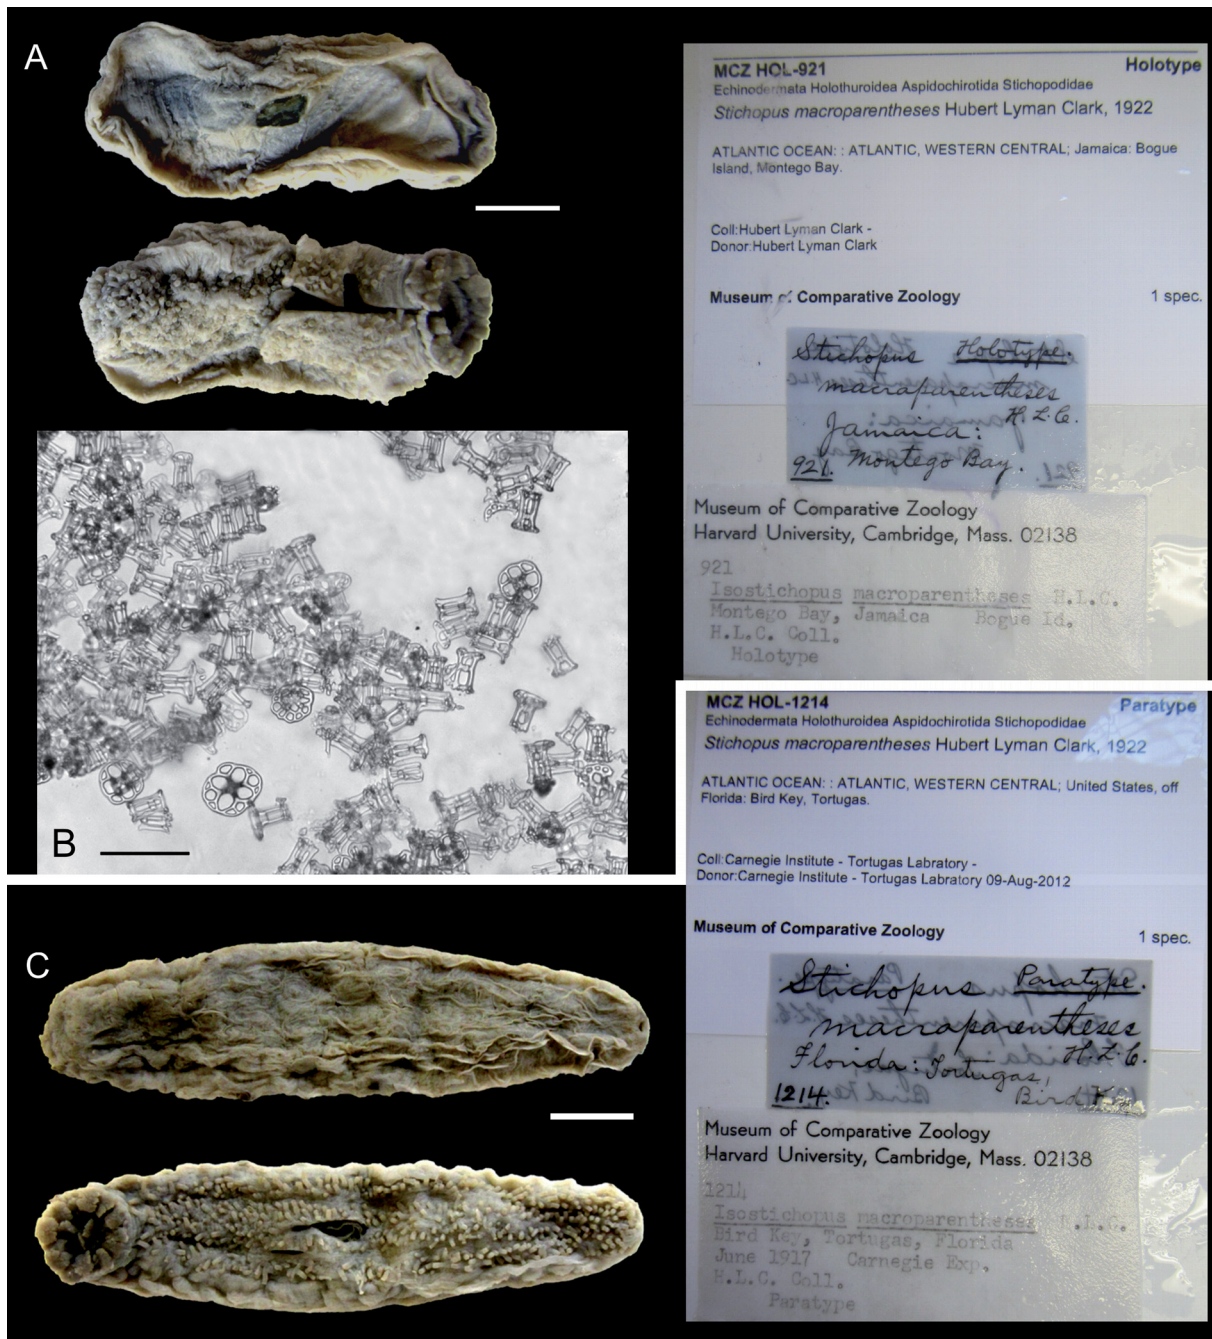 A
MCZ HOL-921
Holotype
Echinodermata Holothuroidea Aspidochirotida Stichopodidae
Stichopus macroparentheses Hubert Lyman Clark, 1922
ATLANTIC OCEAN: : ATLANTIC, WESTERN CENTRAL; Jamaica: Bogue
Island, Montego Bay.
Coll:Hubert Lyman Clark -
Donor:Hubert Lyman Clark
Museum of Comparative Zoology
1 spec.
Stichopus Holotype.
macraparentheses
H. L. C.
Jamaica:
921. Montego Bay.
Museum of Comparative Zoology
Harvard University, Cambridge, Mass. 02138
921
Isostichopus macroparentheses H.L.C.
Montego Bay, Jamaica Bogue Id.
H.L.C. Coll.
Holotype
B
MCZ HOL-1214
Paratype
Echinodermata Holothuroidea Aspidochirotida Stichopodidae
Stichopus macroparentheses Hubert Lyman Clark, 1922
ATLANTIC OCEAN: : ATLANTIC, WESTERN CENTRAL; United States, off
Florida: Bird Key, Tortugas.
Coll:Carnegie Institute - Tortugas Labratory -
Donor:Carnegie Institute - Tortugas Labratory 09-Aug-2012
Museum of Comparative Zoology
1 spec.
C
Stichopus Paratype.
macraparentheses
H. L. C.
Florida: Tortugas,
1214. Bird
Museum of Comparative Zoology
Harvard University, Cambridge, Mass. 02138
1214
Isostichopus macroparentheses H.L.C.
Bird Key, Tortugas, Florida
June 1917 Carnegie Exp.
H.L.C. Coll.
Paratype